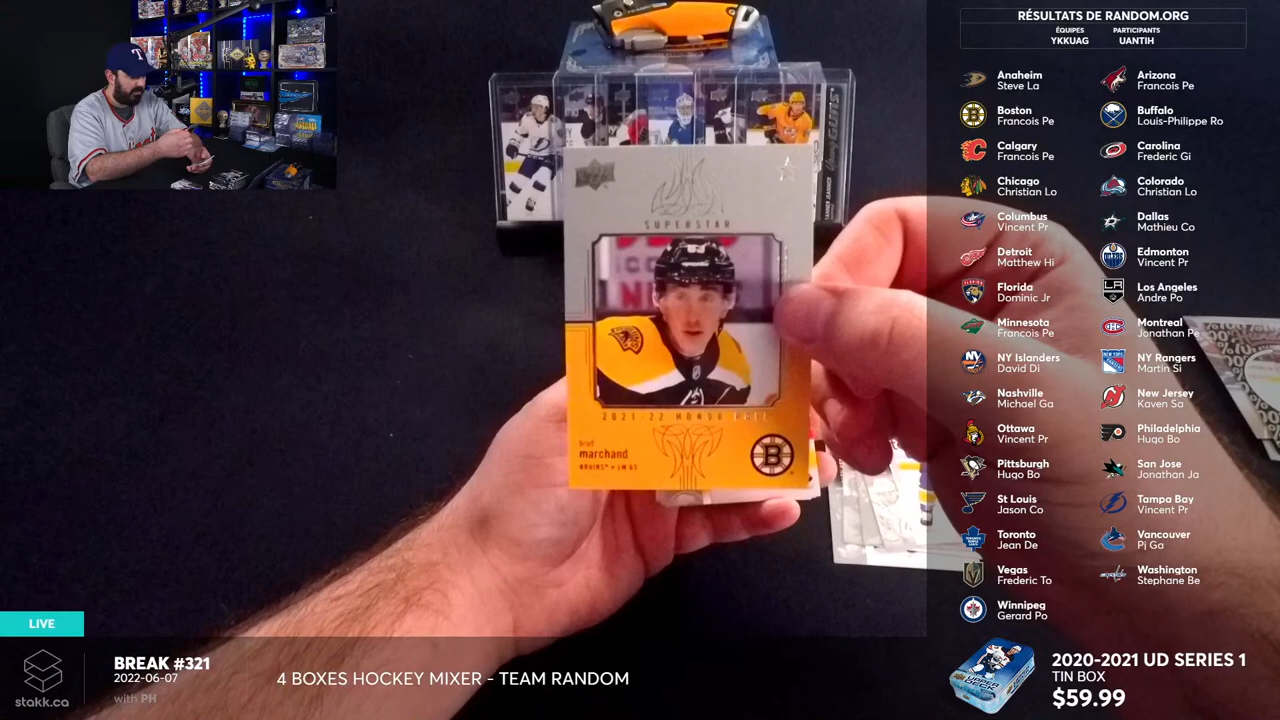 RÉSULTATS DE RANDOM.ORG
ÉQUIPES
YKKUAG
PARTICIPANTS
UANTIH
Anaheim
Steve La
Arizona
Francois Pe
Boston
Francois Pe
Buffalo
Louis-Philippe Ro
Calgary
Francois Pe
Carolina
Frederic Gi
Chicago
Christian Lo
Colorado
Christian Lo
Columbus
Vincent Pr
Dallas
Mathieu Co
Detroit
Matthew Hi
Edmonton
Vincent Pr
Florida
Dominic Jr
Los Angeles
Andre Po
Minnesota
Francois Pe
Montreal
Jonathan Pe
NY Islanders
David Di
NY Rangers
Martin Si
Nashville
Michael Ga
New Jersey
Kaven Sa
Ottawa
Vincent Pr
Philadelphia
Hugo Bo
Pittsburgh
Hugo Bo
San Jose
Jonathan Ja
St Louis
Jason Co
Tampa Bay
Vincent Pr
Toronto
Jean De
Vancouver
Pj Ga
Vegas
Frederic To
Washington
Stephane Be
Winnipeg
Gerard Po
SUPERSTAR
2021-22 HONOR ROLL
brad
marchand
BRUINS • LW 63
B
LIVE
stakk.ca
BREAK #321
2022-06-07
with PH
4 BOXES HOCKEY MIXER - TEAM RANDOM
2020-2021 UD SERIES 1
TIN BOX
$59.99